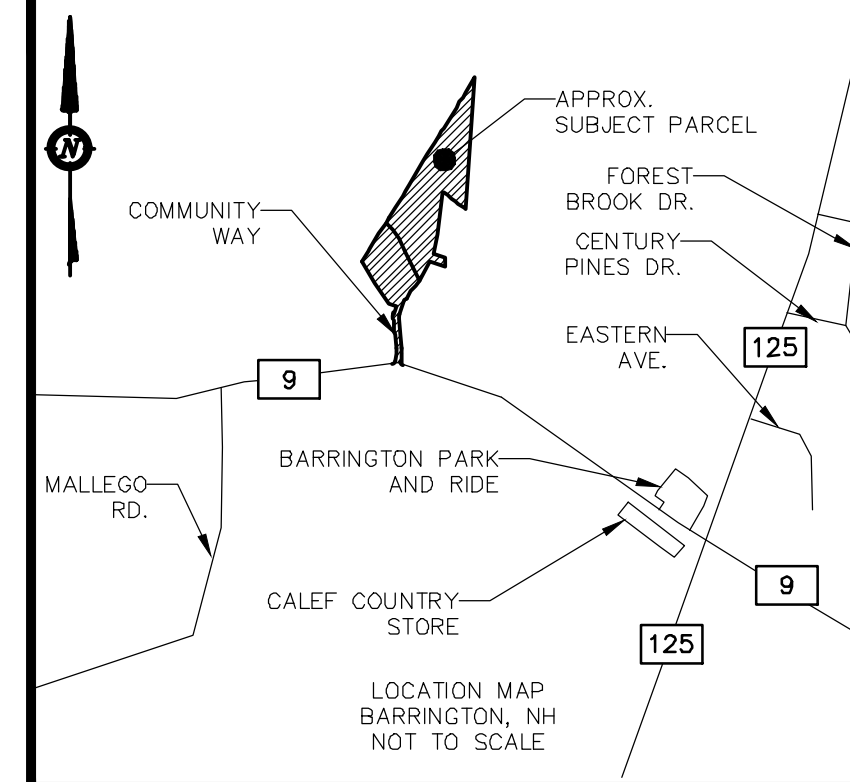 N
APPROX.
SUBJECT PARCEL
FOREST
BROOK DR.
COMMUNITY
WAY
CENTURY
PINES DR.
EASTERN
AVE.
125
9
BARRINGTON PARK
AND RIDE
MALLEGO
RD.
CALEF COUNTRY
STORE
9
125
LOCATION MAP
BARRINGTON, NH
NOT TO SCALE